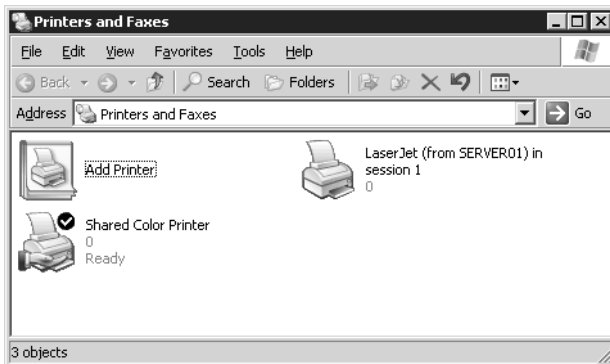 Printers and Faxes
File Edit View Favorites Tools Help
Back Search Folders
Address Printers and Faxes Go
Add Printer
LaserJet (from SERVER01) in
session 1
0
Shared Color Printer
0
Ready
3 objects